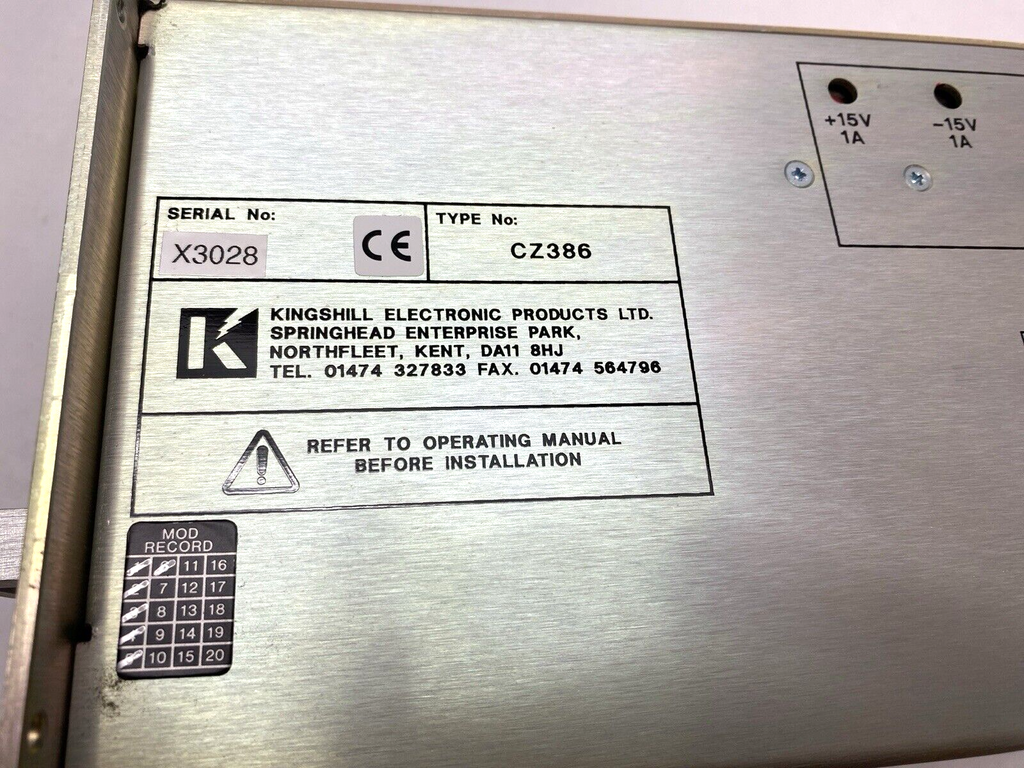 +15V
1A
-15V
1A
SERIAL No:
X3028
CE
TYPE No:
CZ386
K
KINGSHILL ELECTRONIC PRODUCTS LTD.
SPRINGHEAD ENTERPRISE PARK,
NORTHFLEET, KENT, DA11 8HJ
TEL. 01474 327833 FAX. 01474 564796
REFER TO OPERATING MANUAL
BEFORE INSTALLATION
MOD
RECORD
11 16
7 12 17
8 13 18
9 14 19
10 15 20